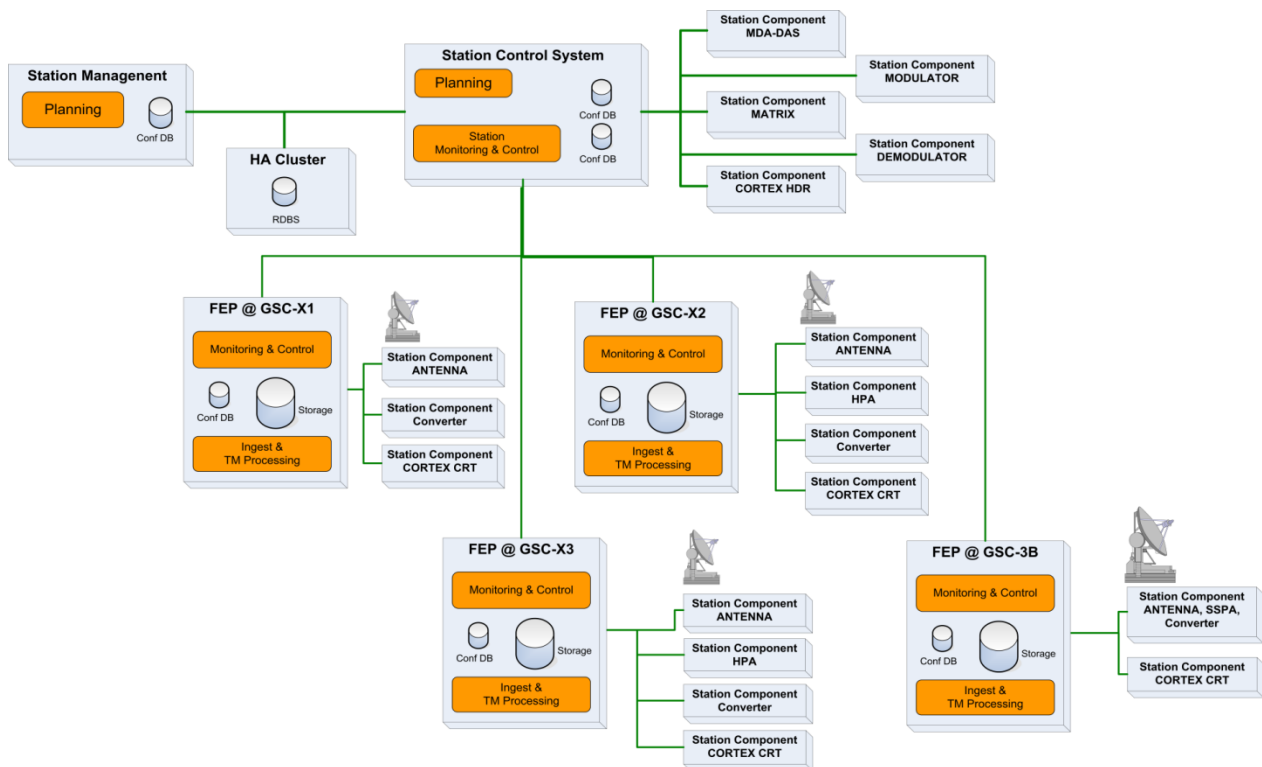 Station Management
Planning
Conf DB
HA Cluster
RDBS
Station Control System
Planning
Conf DB
Station
Monitoring & Control
Conf DB
Station Component
MDA-DAS
Station Component
MODULATOR
Station Component
MATRIX
Station Component
DEMODULATOR
Station Component
CORTEX HDR
FEP @ GSC-X1
Monitoring & Control
Conf DB
Storage
Ingest &
TM Processing
Station Component
ANTENNA
Station Component
Converter
Station Component
CORTEX CRT
FEP @ GSC-X2
Monitoring & Control
Conf DB
Storage
Ingest &
TM Processing
Station Component
ANTENNA
Station Component
HPA
Station Component
Converter
Station Component
CORTEX CRT
FEP @ GSC-X3
Monitoring & Control
Conf DB
Storage
Ingest &
TM Processing
Station Component
ANTENNA
Station Component
HPA
Station Component
Converter
Station Component
CORTEX CRT
FEP @ GSC-3B
Monitoring & Control
Conf DB
Storage
Ingest &
TM Processing
Station Component
ANTENNA, SSPA,
Converter
Station Component
CORTEX CRT